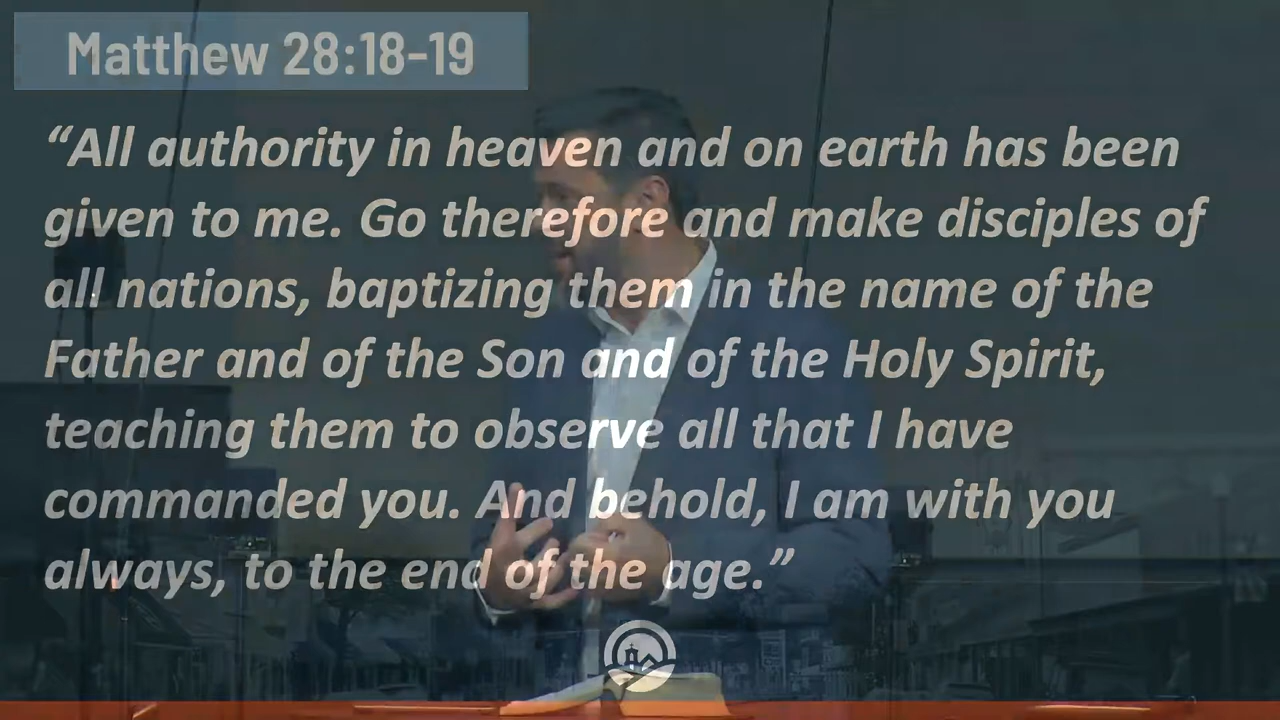 Matthew 28:18-19
“All authority in heaven and on earth has been
given to me. Go therefore and make disciples of
all nations, baptizing them in the name of the
Father and of the Son and of the Holy Spirit,
teaching them to observe all that I have
commanded you. And behold, I am with you
always, to the end of the age.”